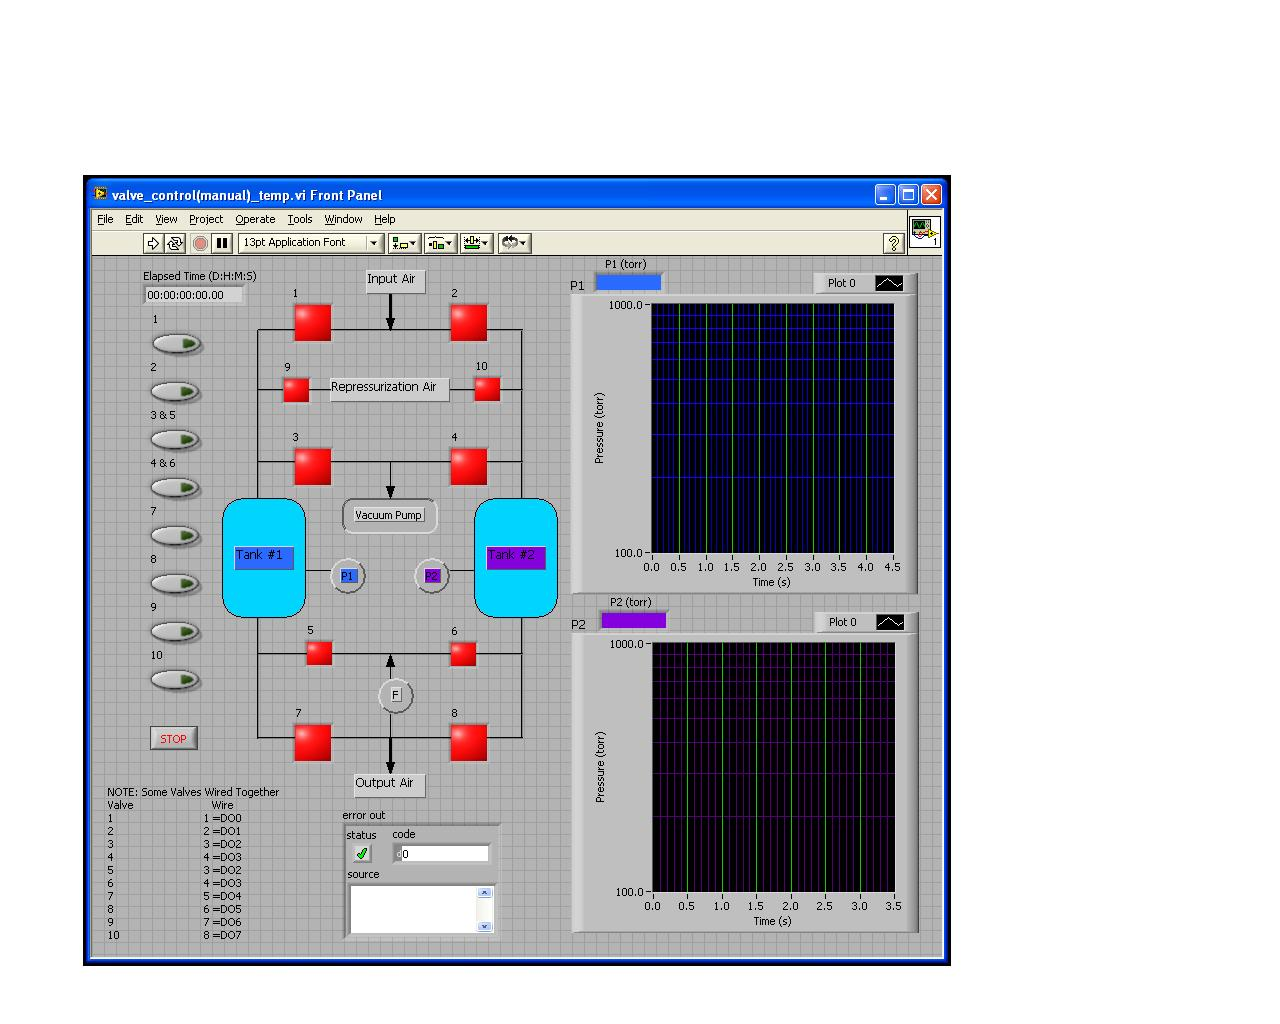 valve_control(manual)_temp.vi Front Panel
File Edit View Project Operate Tools Window Help
13pt Application Font
?
1
Elapsed Time (D:H:M:S)
00:00:00:00.00
1
2
3 & 5
4 & 6
7
8
9
10
STOP
Input Air
1
2
9
10
Repressurization Air
3
4
Vacuum Pump
Tank #1
Tank #2
P1
P2
5
6
F
7
8
Output Air
NOTE: Some Valves Wired Together
Valve Wire
1 1 =DO0
2 2 =DO1
3 3 =DO2
4 4 =DO3
5 3 =DO2
6 4 =DO3
7 5 =DO4
8 6 =DO5
9 7 =DO6
10 8 =DO7
error out
status code
d0
source
P1 (torr)
P1
Plot 0
1000.0
Pressure (torr)
100.0
0.0 0.5 1.0 1.5 2.0 2.5 3.0 3.5 4.0 4.5
Time (s)
P2 (torr)
P2
Plot 0
1000.0
Pressure (torr)
100.0
0.0 0.5 1.0 1.5 2.0 2.5 3.0 3.5
Time (s)